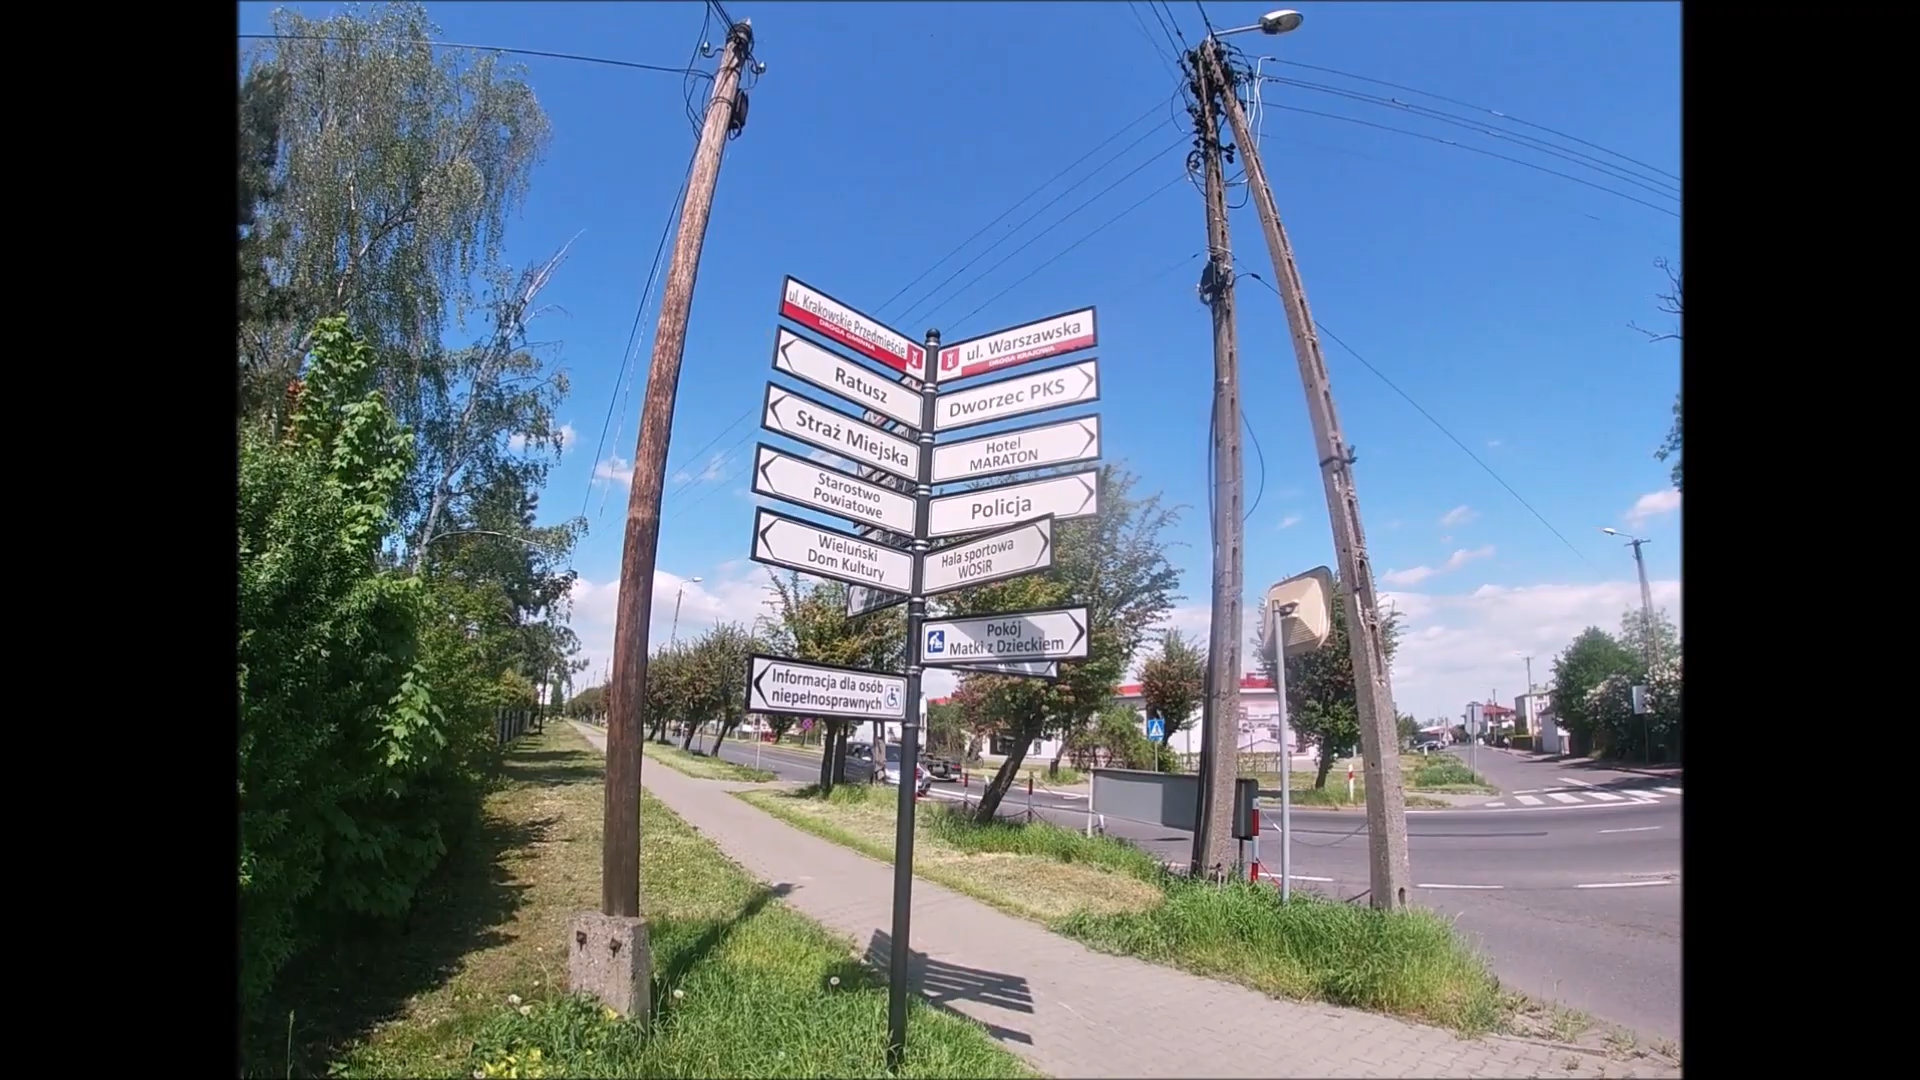 ul. Krakowskie Przedmieście
DROGA GMINNA
Ratusz
Straż Miejska
Starostwo
Powiatowe
Wieluński
Dom Kultury
Informacja dla osób
niepełnosprawnych
ul. Warszawska
DROGA KRAJOWA
Dworzec PKS
Hotel
MARATON
Policja
Hala sportowa
WOSiR
Pokój
Matki z Dzieckiem